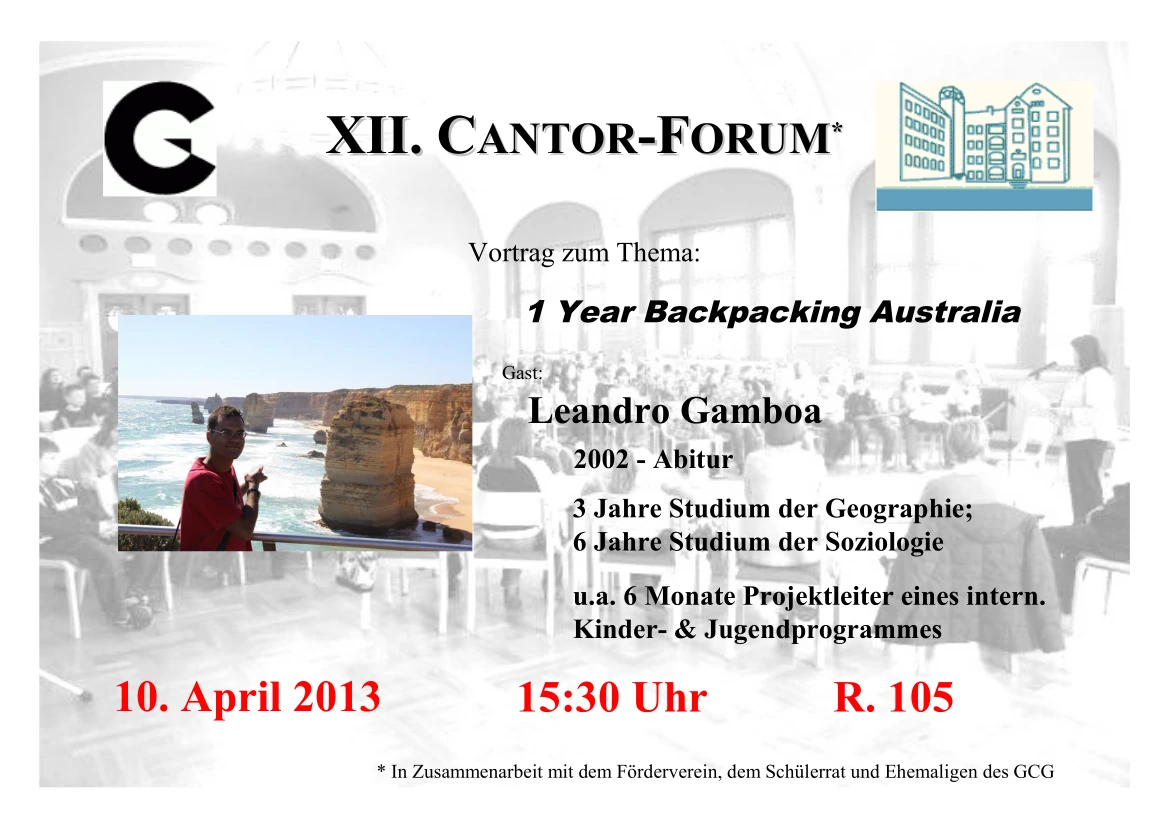 XII. CANTOR-FORUM*
Vortrag zum Thema:
1 Year Backpacking Australia
Gast:
Leandro Gamboa
2002 - Abitur
3 Jahre Studium der Geographie;
6 Jahre Studium der Soziologie
u.a. 6 Monate Projektleiter eines intern.
Kinder- & Jugendprogrammes
10. April 2013 15:30 Uhr R. 105
* In Zusammenarbeit mit dem Förderverein, dem Schülerrat und Ehemaligen des GCG